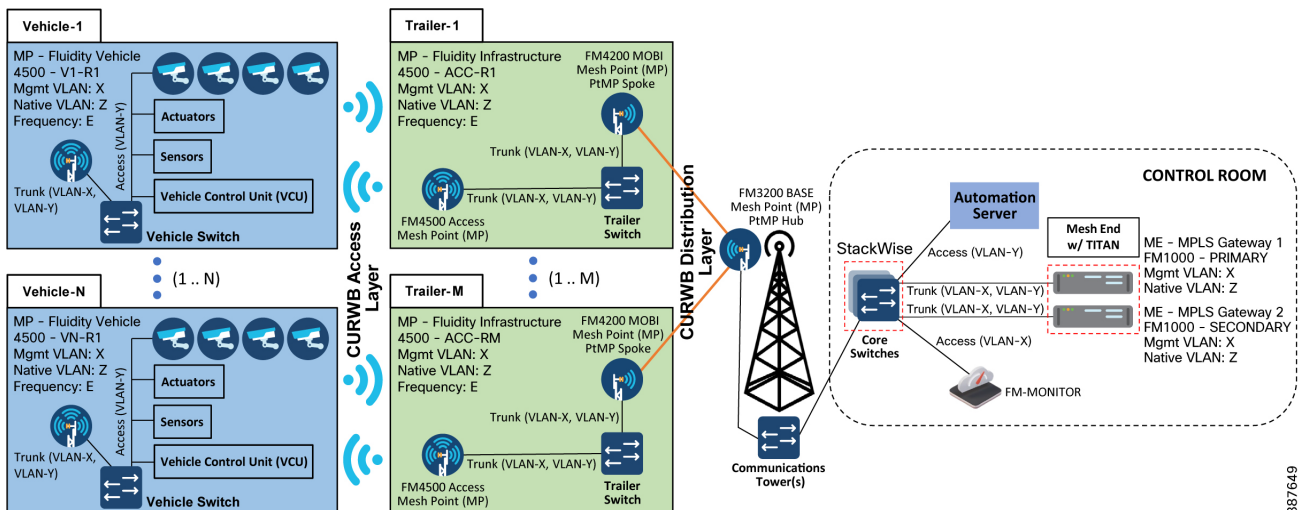 Vehicle-1
MP - Fluidity Vehicle
4500 - V1-R1
Mgmt VLAN: X
Native VLAN: Z
Frequency: E
Access (VLAN-Y)
Actuators
Sensors
Vehicle Control Unit (VCU)
Trunk (VLAN-X,
VLAN-Y)
Vehicle Switch
(1 .. N)
Vehicle-N
MP - Fluidity Vehicle
4500 - VN-R1
Mgmt VLAN: X
Native VLAN: Z
Frequency: E
Access (VLAN-Y)
Actuators
Sensors
Vehicle Control Unit (VCU)
Trunk (VLAN-X,
VLAN-Y)
Vehicle Switch
CURWB Access
Layer
Trailer-1
MP - Fluidity Infrastructure
4500 - ACC-R1
Mgmt VLAN: X
Native VLAN: Z
Frequency: E
FM4200 MOBI
Mesh Point (MP)
PtMP Spoke
Trunk (VLAN-X, VLAN-Y)
Trunk (VLAN-X, VLAN-Y)
FM4500 Access
Mesh Point (MP)
Trailer
Switch
(1 .. M)
Trailer-M
MP - Fluidity Infrastructure
4500 - ACC-RM
Mgmt VLAN: X
Native VLAN: Z
Frequency: E
FM4200 MOBI
Mesh Point (MP)
PtMP Spoke
Trunk (VLAN-X, VLAN-Y)
Trunk (VLAN-X, VLAN-Y)
FM4500 Access
Mesh Point (MP)
Trailer
Switch
CURWB Distribution
Layer
FM3200 BASE
Mesh Point (MP)
PtMP Hub
Communications
Tower(s)
CONTROL ROOM
Automation
Server
StackWise
Access (VLAN-Y)
Mesh End
w/ TITAN
Trunk (VLAN-X, VLAN-Y)
Trunk (VLAN-X, VLAN-Y)
Core
Switches
Access (VLAN-X)
FM-MONITOR
ME - MPLS Gateway 1
FM1000 - PRIMARY
Mgmt VLAN: X
Native VLAN: Z
ME - MPLS Gateway 2
FM1000 - SECONDARY
Mgmt VLAN: X
Native VLAN: Z
387649